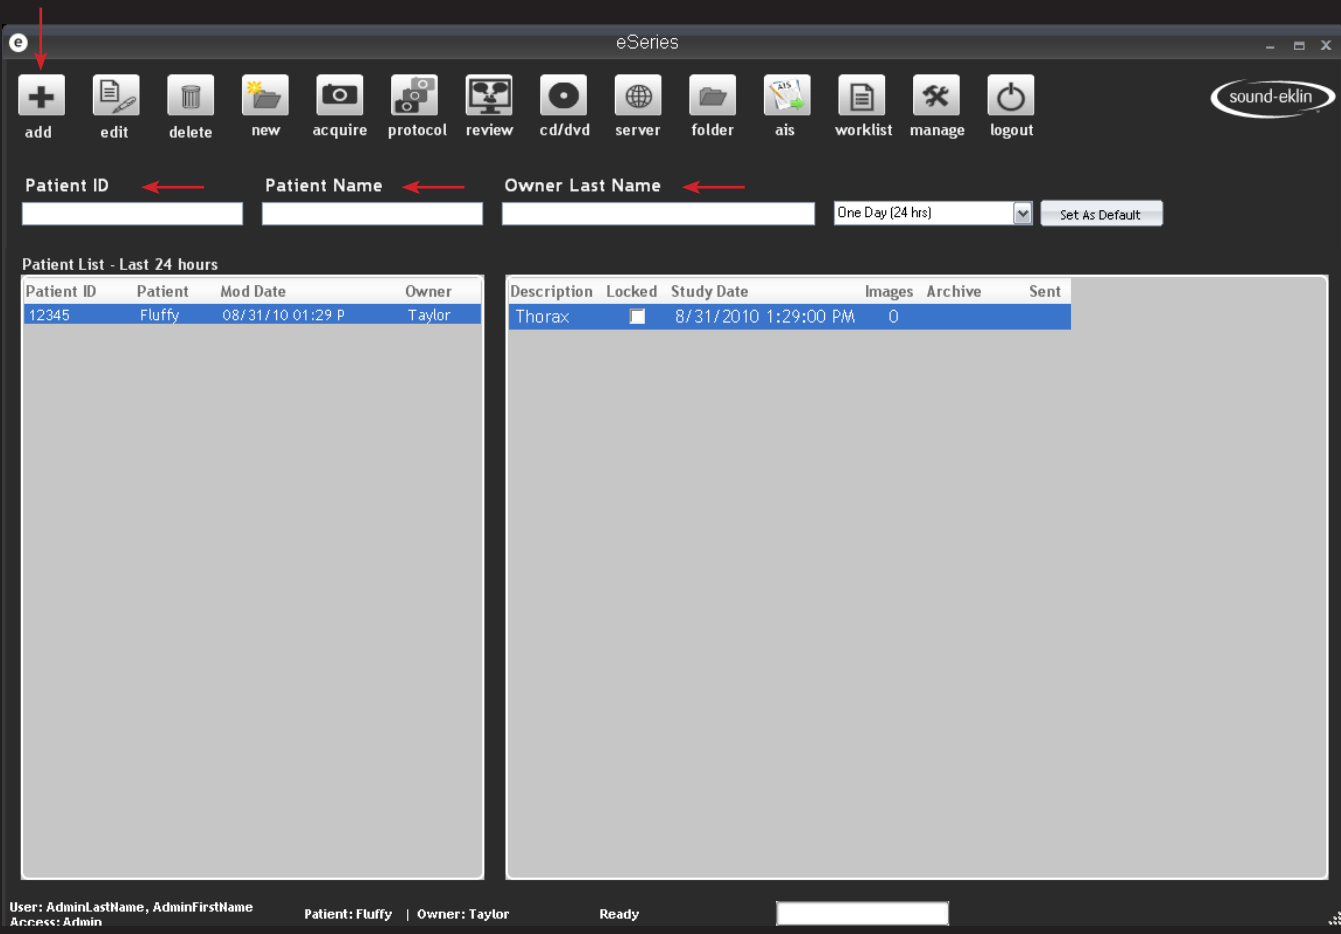 e
eSeries
add edit delete new acquire protocol review cd/dvd server folder ais worklist manage logout
AIS
sound-eklin
Patient ID Patient Name Owner Last Name
One Day (24 hrs) Set As Default
Patient List - Last 24 hours
Patient ID Patient Mod Date Owner
Description Locked Study Date Images Archive Sent
12345 Fluffy 08/31/10 01:29 P Taylor
Thorax 8/31/2010 1:29:00 PM 0
User: AdminLastName, AdminFirstName
Access: Admin
Patient: Fluffy | Owner: Taylor
Ready